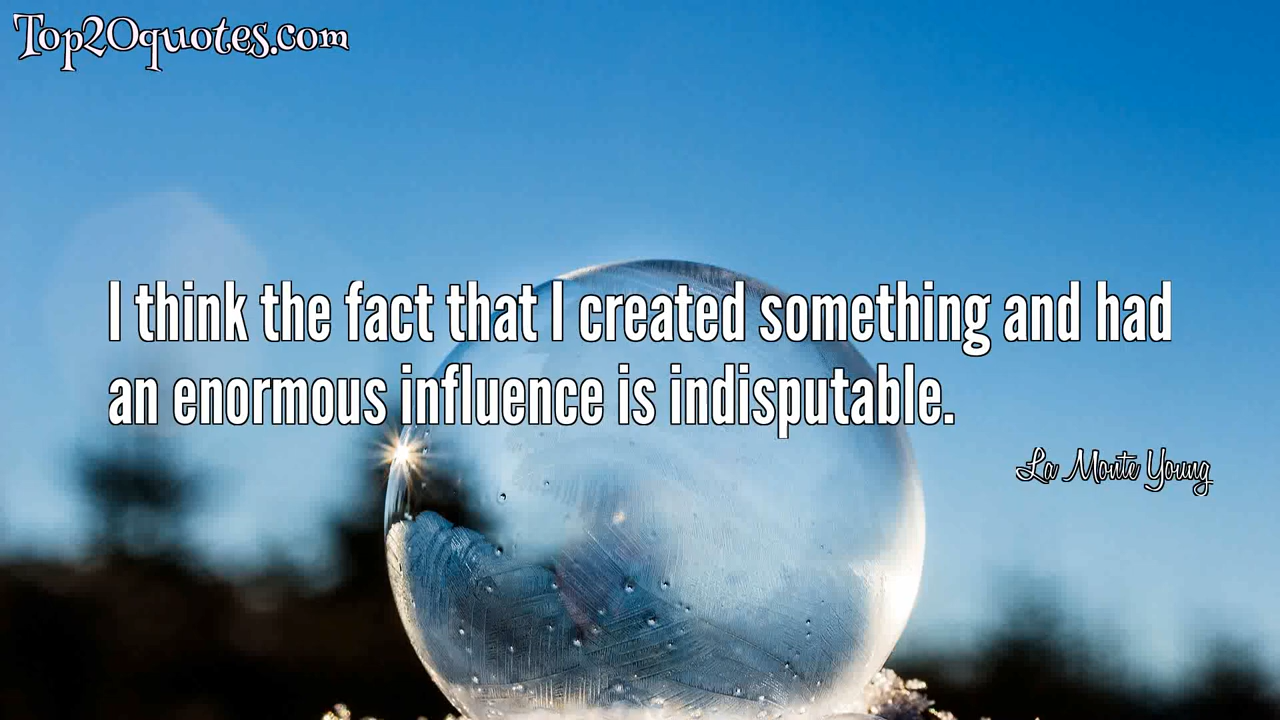 Top20quotes.com
I think the fact that I created something and had
an enormous influence is indisputable.
La Monte Young